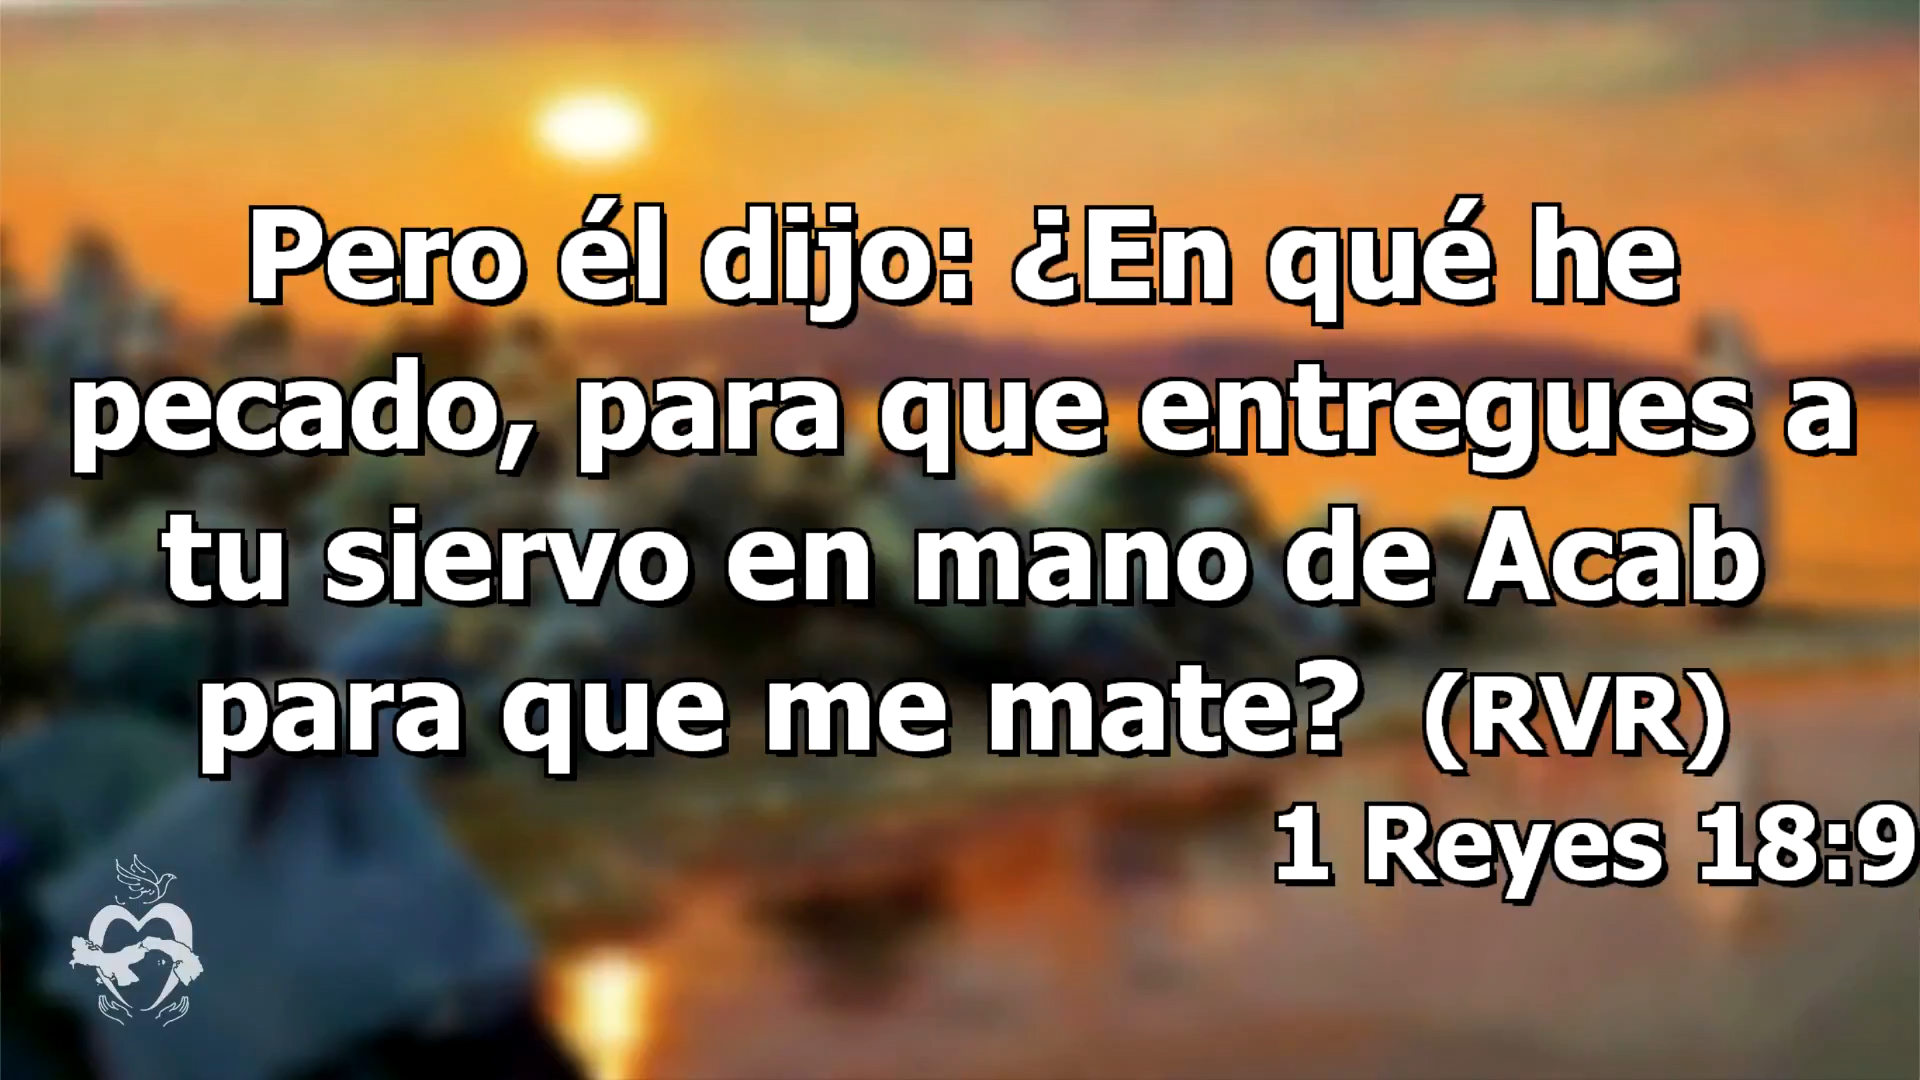 Pero él dijo: ¿En qué he
pecado, para que entregues a
tu siervo en mano de Acab
para que me mate? (RVR)
1 Reyes 18:9